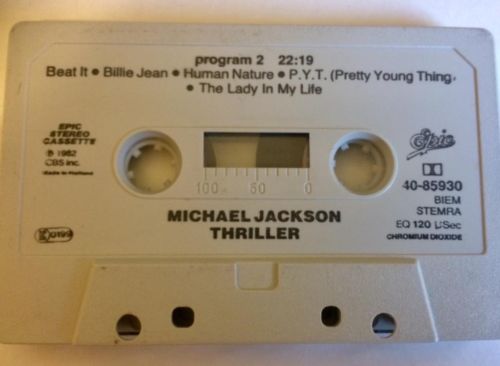 program 2 22:19
Beat It • Billie Jean • Human Nature • P.Y.T. (Pretty Young Thing
• The Lady In My Life
EPIC
STEREO
CASSETTE
℗ 1982
CBS inc.
Made in Holland
Epic
100 50 0
40-85930
BIEM
STEMRA
EQ 120 µSec
CHROMIUM DIOXIDE
MICHAEL JACKSON
THRILLER